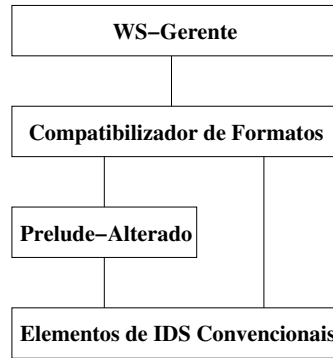 WS−Gerente
Compatibilizador de Formatos
Prelude−Alterado
Elementos de IDS Convencionais